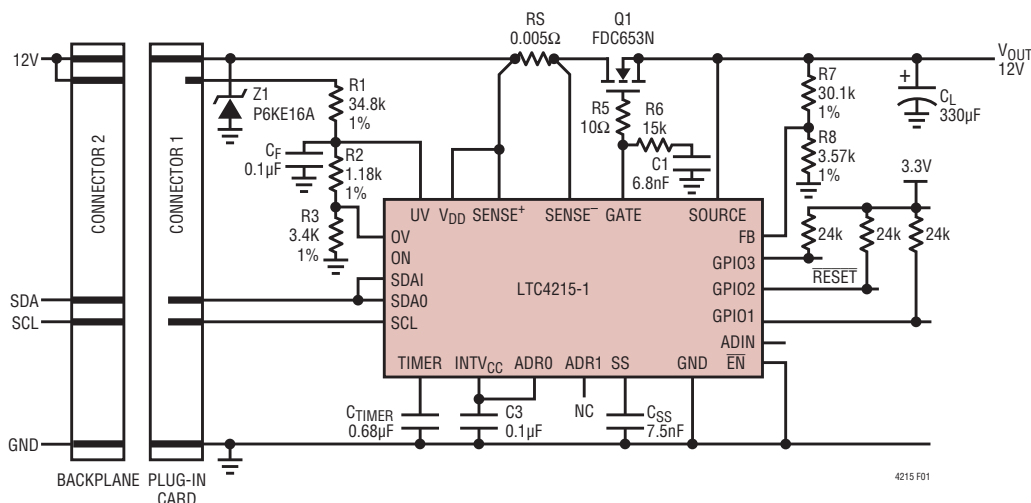 RS
0.005Ω
Q1
FDC653N
12V
VOUT
12V
Z1
P6KE16A
R1
34.8k
1%
R5
10Ω
R6
15k
R7
30.1k
1%
+
CL
330µF
CF
0.1µF
R2
1.18k
1%
C1
6.8nF
R8
3.57k
1%
3.3V
R3
3.4K
1%
CONNECTOR 2
CONNECTOR 1
UV
VDD
SENSE+
SENSE–
GATE
SOURCE
OV
ON
SDAI
SDA0
SCL
LTC4215-1
FB
GPIO3
GPIO2
GPIO1
ADIN
EN
24k
24k
24k
RESET
SDA
SCL
TIMER
INTVCC
ADR0
ADR1
SS
GND
CTIMER
0.68µF
C3
0.1µF
NC
CSS
7.5nF
GND
BACKPLANE
PLUG-IN
CARD
4215 F01